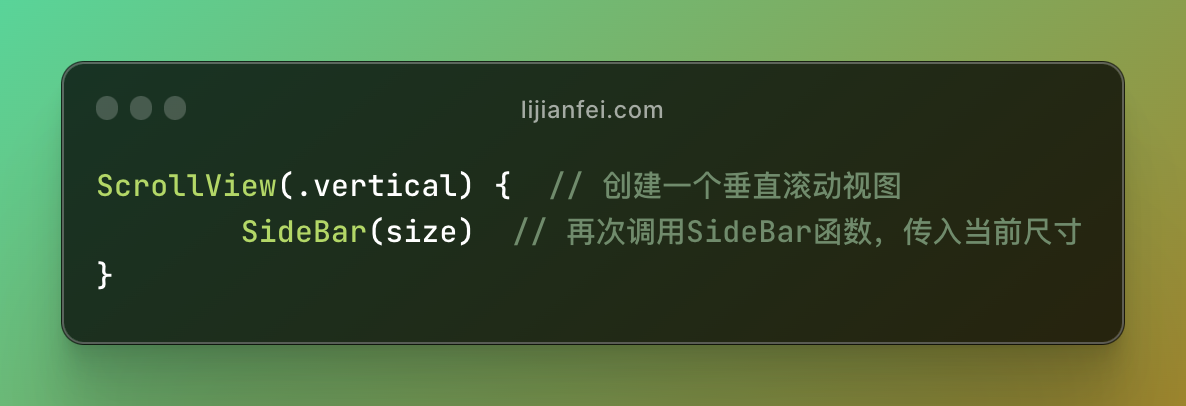 lijianfei.com
ScrollView(.vertical) {  // 创建一个垂直滚动视图
        SideBar(size)  // 再次调用SideBar函数，传入当前尺寸
}